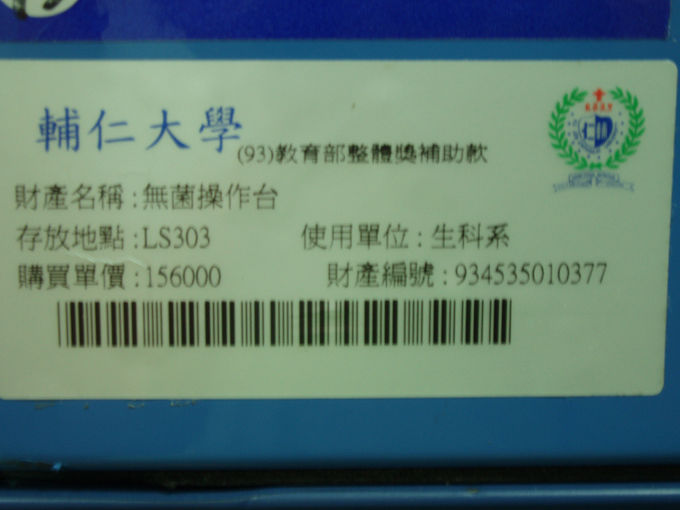 輔仁大學 (93)教育部整體獎補助款
財產名稱:無菌操作台
存放地點:LS303 使用單位:生科系
購買單價:156000 財產編號:934535010377